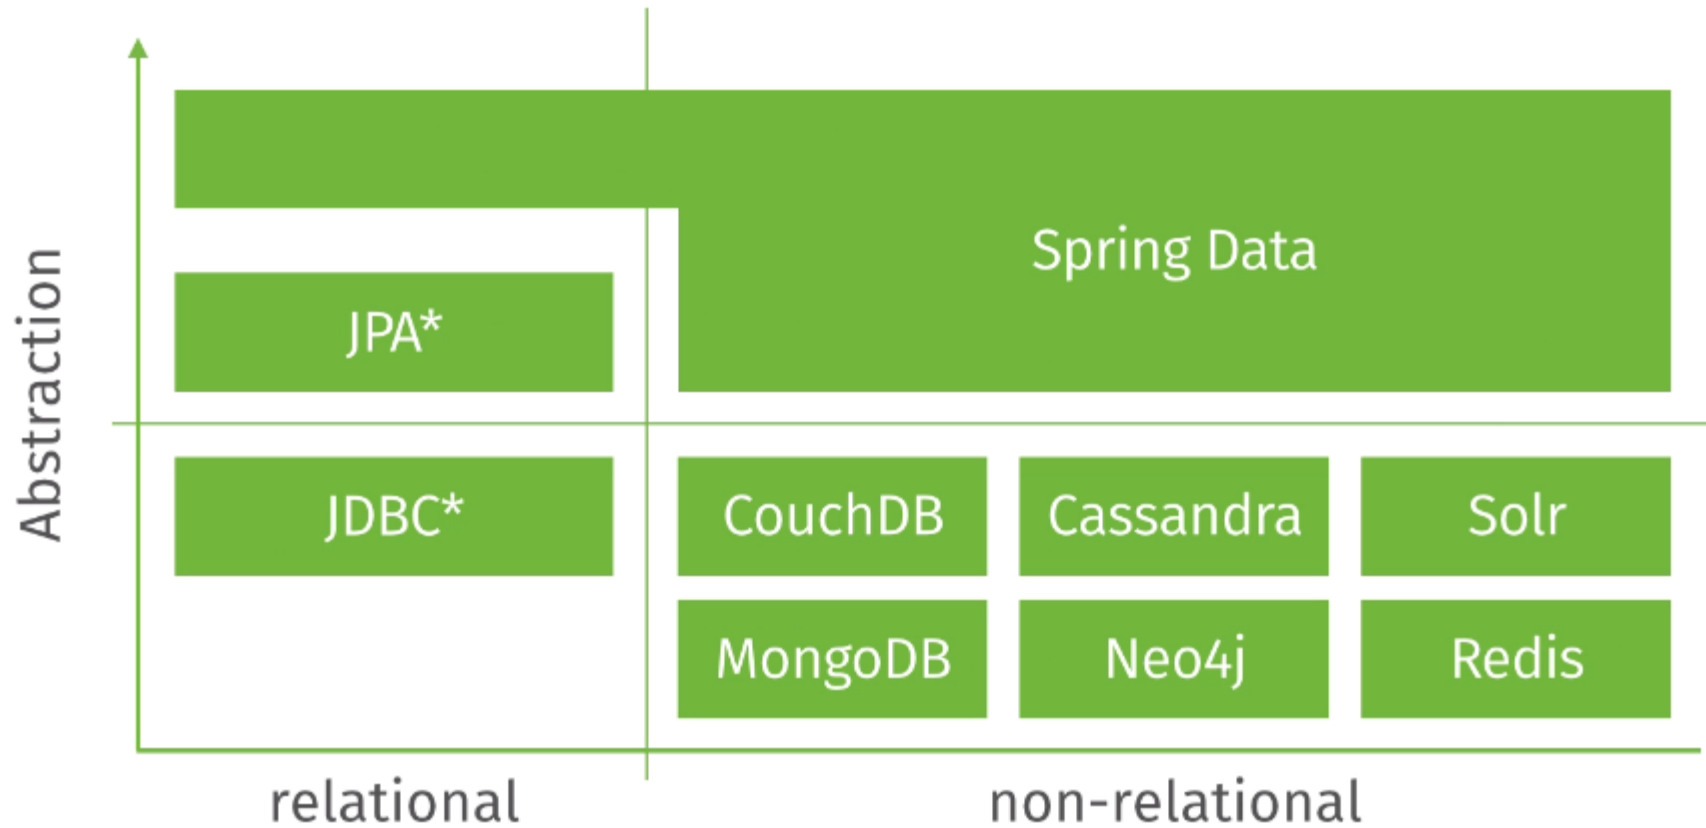 Abstraction
Spring Data
JPA*
JDBC*
CouchDB
Cassandra
Solr
MongoDB
Neo4j
Redis
relational
non-relational